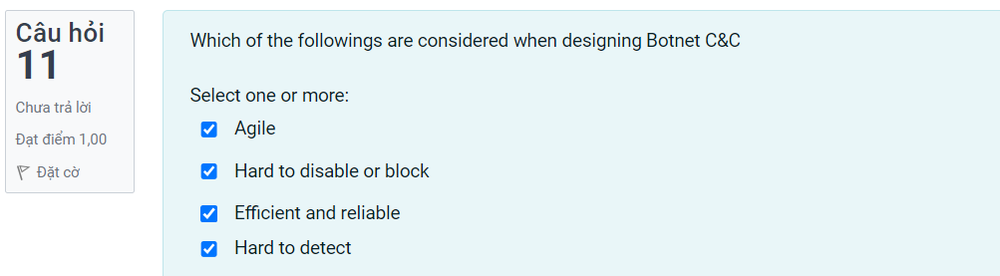 Câu hỏi
11
Chưa trả lời
Đạt điểm 1,00
Đặt cờ
Which of the followings are considered when designing Botnet C&C
Select one or more:
Agile
Hard to disable or block
Efficient and reliable
Hard to detect